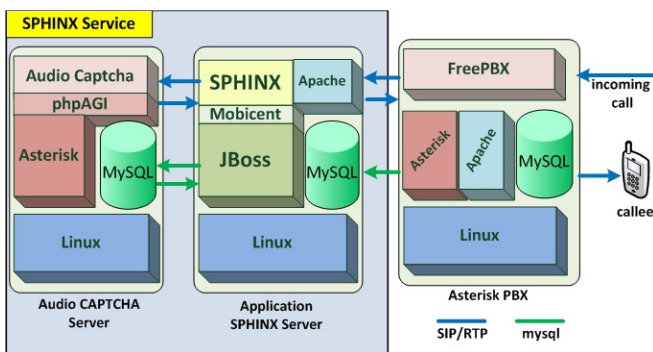 SPHINX Service
Audio Captcha
phpAGI
Asterisk
MySQL
Linux
Audio CAPTCHA
Server
SPHINX
Apache
Mobicent
JBoss
MySQL
Linux
Application
SPHINX Server
FreePBX
Asterisk
Apache
MySQL
Linux
Asterisk PBX
incoming
call
callee
SIP/RTP
mysql